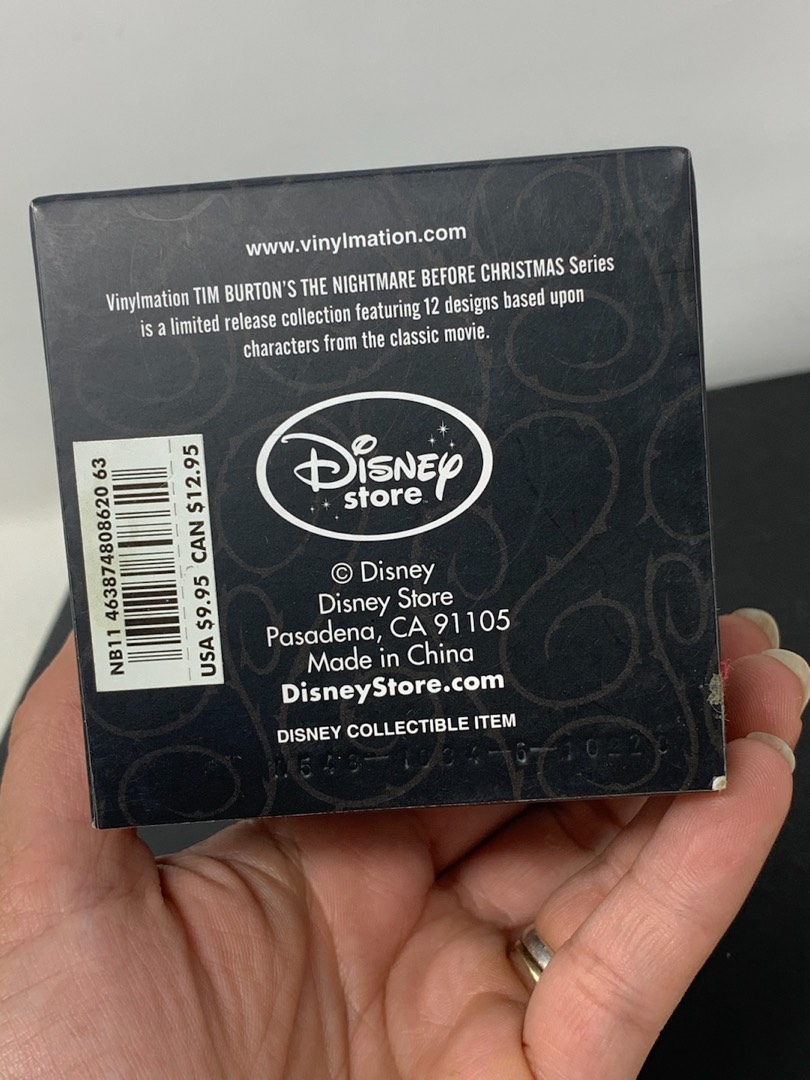 www.vinylmation.com
Vinylmation TIM BURTON'S THE NIGHTMARE BEFORE CHRISTMAS Series
is a limited release collection featuring 12 designs based upon
characters from the classic movie.
Disney
store
© Disney
Disney Store
Pasadena, CA 91105
Made in China
DisneyStore.com
DISNEY COLLECTIBLE ITEM
NB11 463874808620 63
USA $9.95 CAN $12.95